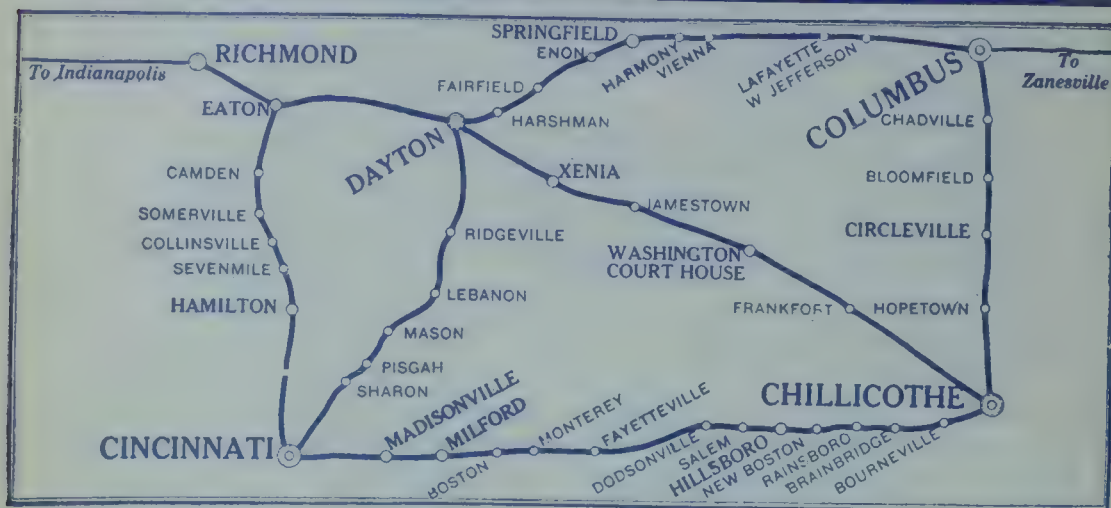 RICHMOND
To Indianapolis
EATON
CAMDEN
SOMERVILLE
COLLINSVILLE
SEVENMILE
HAMILTON
CINCINNATI
SPRINGFIELD
ENON
FAIRFIELD
HARSHMAN
DAYTON
HARMONY
VIENNA
LAFAYETTE
W JEFFERSON
COLUMBUS
To
Zanesville
CHADVILLE
BLOOMFIELD
CIRCLEVILLE
HOPETOWN
CHILLICOTHE
XENIA
JAMESTOWN
WASHINGTON
COURT HOUSE
FRANKFORT
RIDGEVILLE
LEBANON
MASON
PISGAH
SHARON
MADISONVILLE
MILFORD
BOSTON
MONTEREY
FAYETTEVILLE
DODSONVILLE
SALEM
HILLSBORO
NEW BOSTON
RAINSBORO
BRAINBRIDGE
BOURNEVILLE